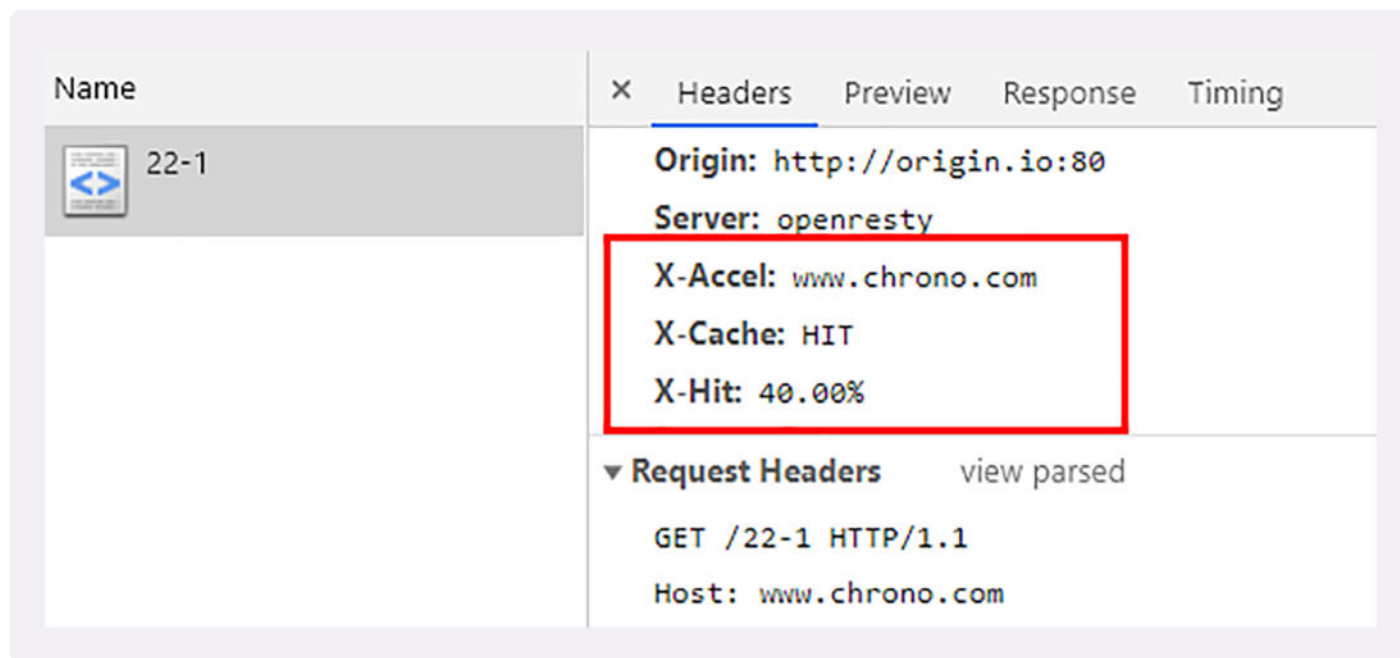 Name
× Headers Preview Response Timing
22-1
Origin: http://origin.io:80
Server: openresty
X-Accel: www.chrono.com
X-Cache: HIT
X-Hit: 40.00%
▼ Request Headers view parsed
GET /22-1 HTTP/1.1
Host: www.chrono.com